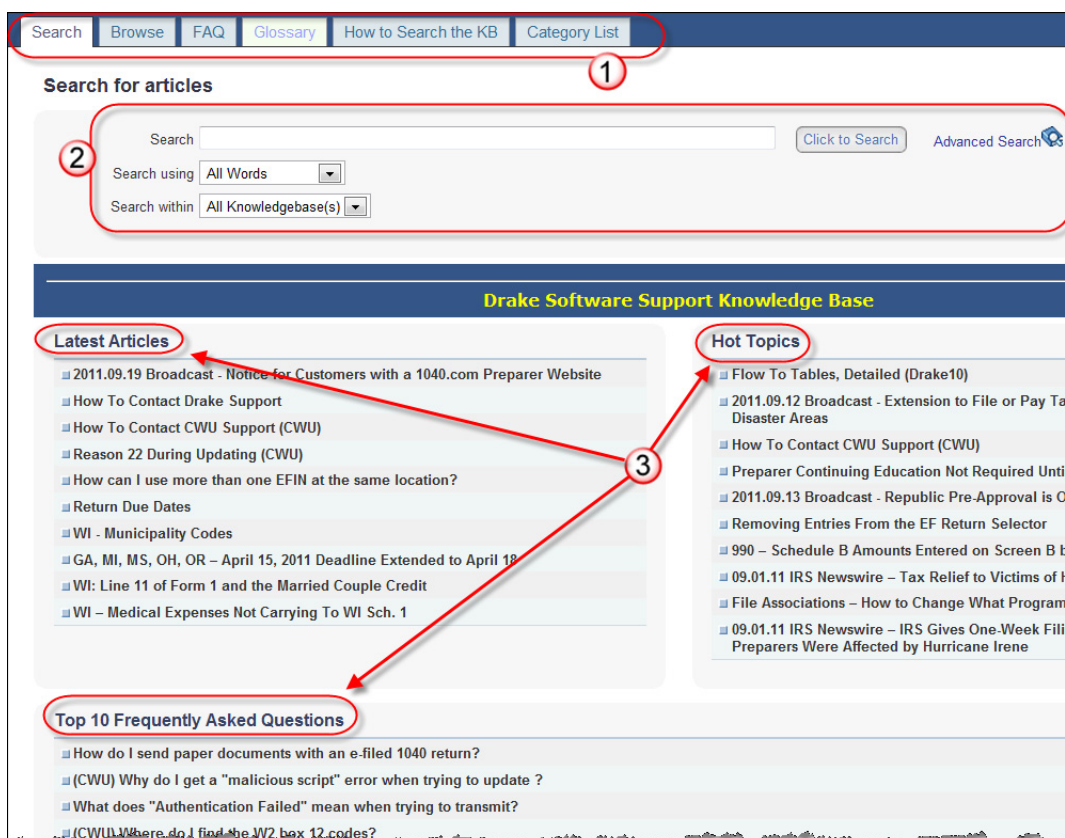 Search Browse FAQ Glossary How to Search the KB Category List
1
Search for articles
2
Search Click to Search Advanced Search
Search using All Words
Search within All Knowledgebase(s)
Drake Software Support Knowledge Base
Latest Articles
2011.09.19 Broadcast - Notice for Customers with a 1040.com Preparer Website
How To Contact Drake Support
How To Contact CWU Support (CWU)
Reason 22 During Updating (CWU)
How can I use more than one EFIN at the same location?
Return Due Dates
WI - Municipality Codes
GA, MI, MS, OH, OR – April 15, 2011 Deadline Extended to April 18
WI: Line 11 of Form 1 and the Married Couple Credit
WI – Medical Expenses Not Carrying To WI Sch. 1
3
Hot Topics
Flow To Tables, Detailed (Drake10)
2011.09.12 Broadcast - Extension to File or Pay Ta
Disaster Areas
How To Contact CWU Support (CWU)
Preparer Continuing Education Not Required Unti
2011.09.13 Broadcast - Republic Pre-Approval is O
Removing Entries From the EF Return Selector
990 – Schedule B Amounts Entered on Screen B b
09.01.11 IRS Newswire – Tax Relief to Victims of H
File Associations – How to Change What Program
09.01.11 IRS Newswire – IRS Gives One-Week Fili
Preparers Were Affected by Hurricane Irene
Top 10 Frequently Asked Questions
How do I send paper documents with an e-filed 1040 return?
(CWU) Why do I get a "malicious script" error when trying to update ?
What does "Authentication Failed" mean when trying to transmit?
(CWU) Where do I find the W2 box 12 codes?